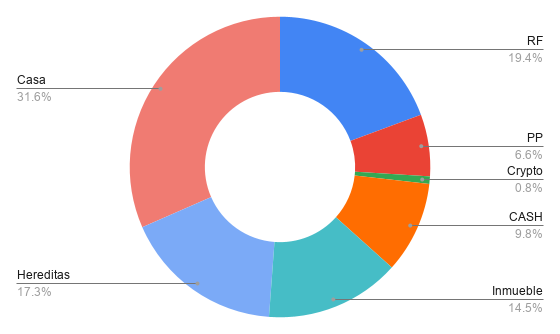 RF
19.4%
PP
6.6%
Crypto
0.8%
CASH
9.8%
Inmueble
14.5%
Hereditas
17.3%
Casa
31.6%